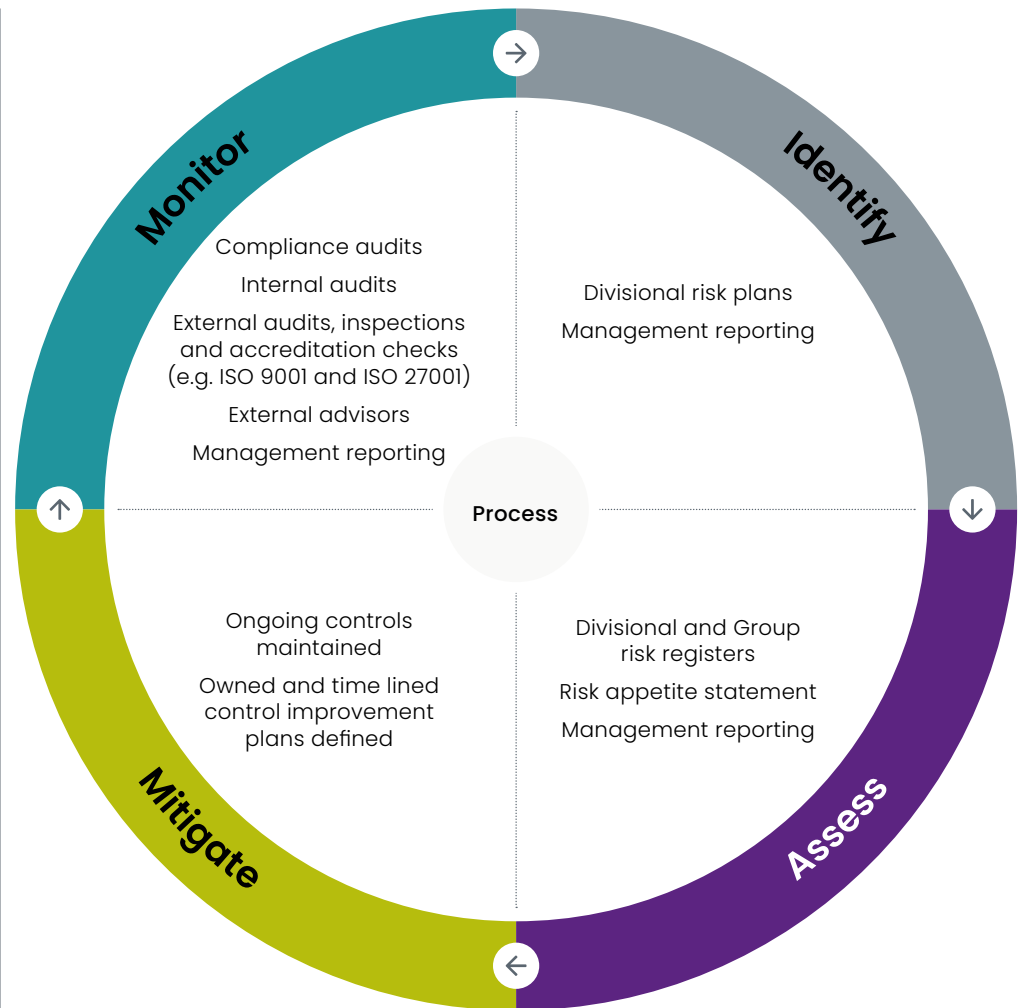 Monitor
Compliance audits
Internal audits
External audits, inspections
and accreditation checks
(e.g. ISO 9001 and ISO 27001)
External advisors
Management reporting
Identify
Divisional risk plans
Management reporting
Process
Mitigate
Ongoing controls
maintained
Owned and time lined
control improvement
plans defined
Assess
Divisional and Group
risk registers
Risk appetite statement
Management reporting